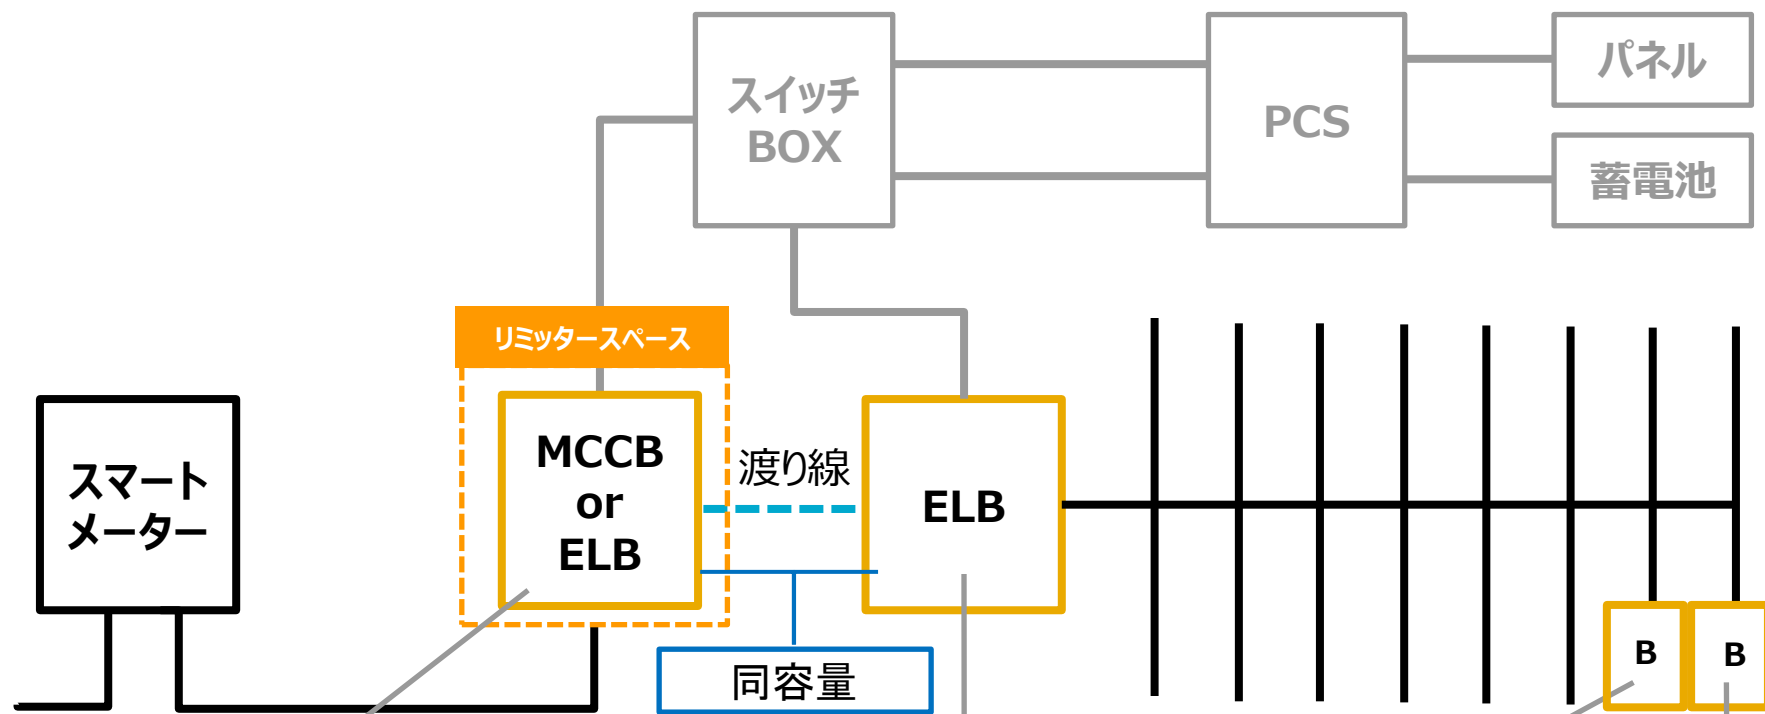 スイッチ
BOX
PCS
パネル
蓄電池
リミッタースペース
スマート
メーター
MCCB
or
ELB
渡り線
ELB
同容量
B
B